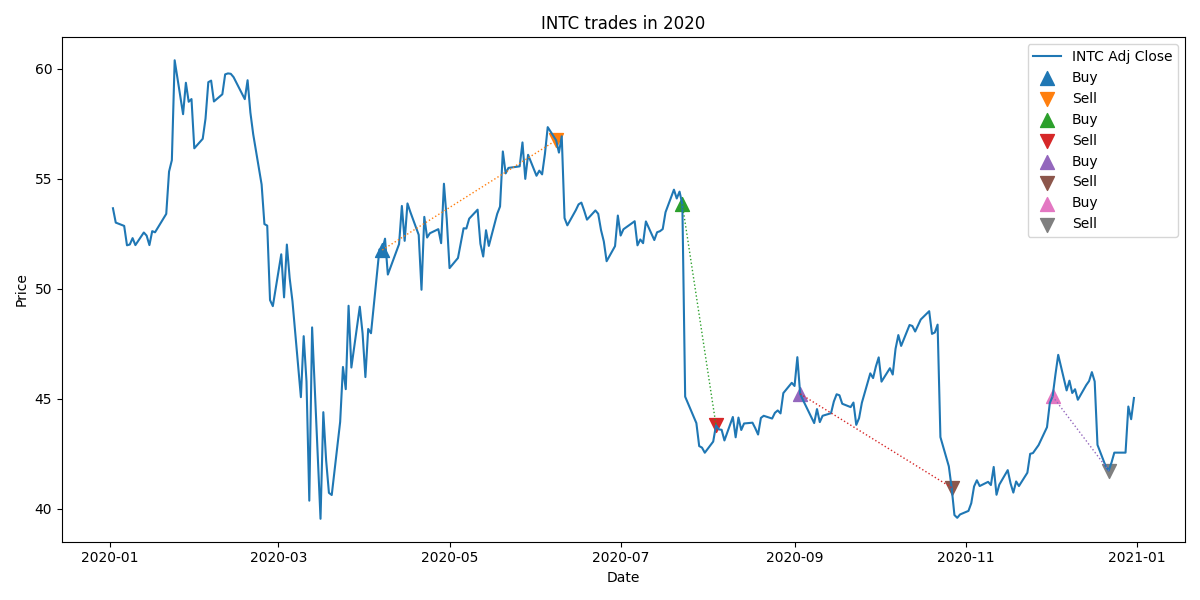 INTC trades in 2020
INTC Adj Close
Buy
Sell
Buy
Sell
Buy
Sell
Buy
Sell
Price
60
55
50
45
40
2020-01
2020-03
2020-05
2020-07
2020-09
2020-11
2021-01
Date